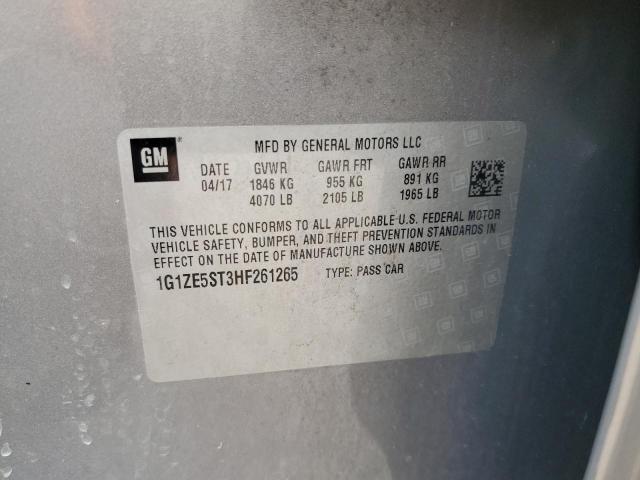 GM
MFD BY GENERAL MOTORS LLC
DATE GVWR GAWR FRT GAWR RR
04/17 1846 KG 955 KG 891 KG
4070 LB 2105 LB 1965 LB
THIS VEHICLE CONFORMS TO ALL APPLICABLE U.S. FEDERAL MOTOR
VEHICLE SAFETY, BUMPER, AND THEFT PREVENTION STANDARDS IN
EFFECT ON THE DATE OF MANUFACTURE SHOWN ABOVE.
1G1ZE5ST3HF261265 TYPE: PASS CAR